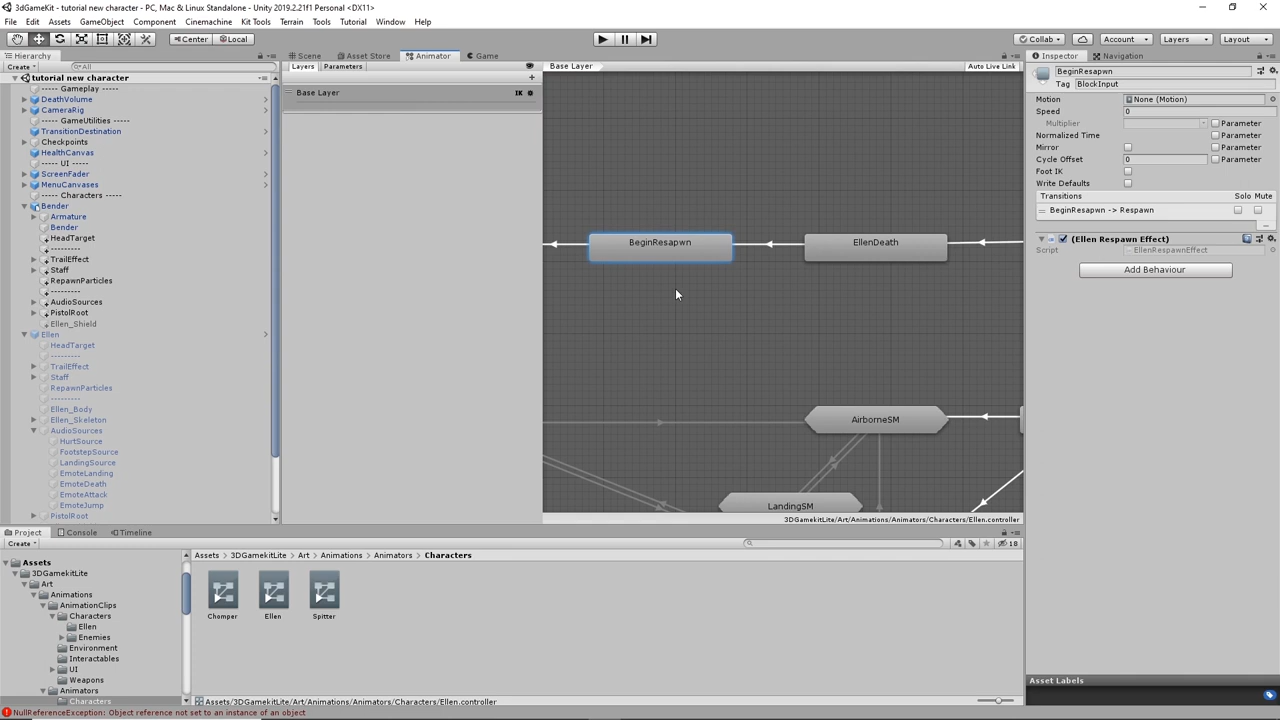 3dGameKit - tutorial new character - PC, Mac & Linux Standalone - Unity 2019.2.21f1 Personal <DX11>
File Edit Assets GameObject Component Cinemachine Kit Tools Terrain Tools Tutorial Window Help
Center Local Collab Account Layers Layout
Hierarchy
Create All
tutorial new character
---- Gameplay ----
DeathVolume
CameraRig
---- GameUtilities ----
TransitionDestination
Checkpoints
HealthCanvas
----- UI -----
ScreenFader
MenuCanvases
----- Characters -----
Bender
Armature
Bender
HeadTarget
---------
TrailEffect
Staff
RepawnParticles
---------
AudioSources
PistolRoot
Ellen_Shield
Ellen
HeadTarget
---------
TrailEffect
Staff
RepawnParticles
---------
Ellen_Body
Ellen_Skeleton
AudioSources
HurtSource
FootstepSource
LandingSource
EmoteLanding
EmoteDeath
EmoteAttack
EmoteJump
PistolRoot
Scene Asset Store Animator Game
Layers Parameters
Base Layer IK
Base Layer Auto Live Link
BeginResapwn
EllenDeath
AirborneSM
LandingSM
3DGamekitLite/Art/Animations/Animators/Characters/Ellen.controller
Inspector Navigation
BeginResapwn
Tag BlockInput
Motion None (Motion)
Speed 0
Multiplier Parameter
Normalized Time Parameter
Mirror Parameter
Cycle Offset 0 Parameter
Foot IK
Write Defaults
Transitions Solo Mute
BeginResapwn -> Respawn
(Ellen Respawn Effect)
Script EllenRespawnEffect
Add Behaviour
Asset Labels
Project Console Timeline
Create 18
Assets
3DGamekitLite
Art
Animations
AnimationClips
Characters
Ellen
Enemies
Environment
Interactables
UI
Weapons
Animators
Characters
Assets > 3DGamekitLite > Art > Animations > Animators > Characters
Chomper Ellen Spitter
Assets/3DGamekitLite/Art/Animations/Animators/Characters/Ellen.controller
NullReferenceException: Object reference not set to an instance of an object